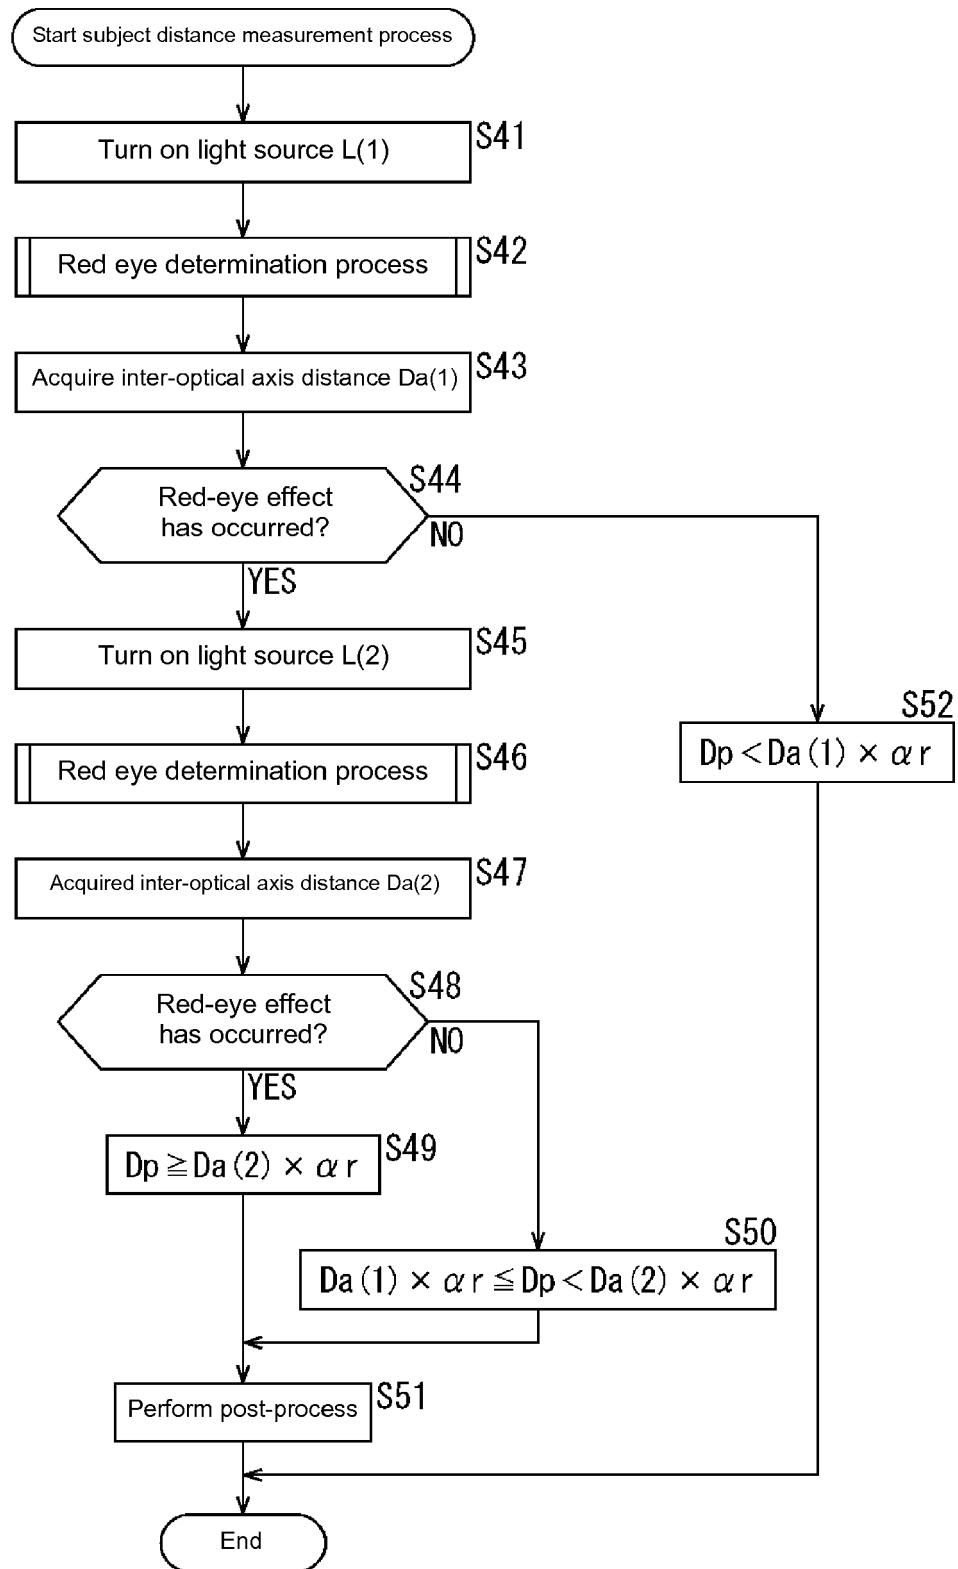 Start subject distance measurement process
Turn on light source L(1)
S41
Red eye determination process
S42
Acquire inter-optical axis distance Da(1)
S43
Red-eye effect
has occurred?
S44
NO
YES
Turn on light source L(2)
S45
S52
Dp<Da(1)×αr
Red eye determination process
S46
Acquired inter-optical axis distance Da(2)
S47
Red-eye effect
has occurred?
S48
NO
YES
Dp≧Da(2)×αr
S49
S50
Da(1)×αr≦Dp<Da(2)×αr
Perform post-process
S51
End